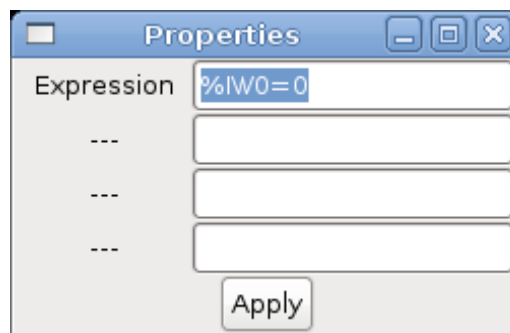 Properties
Expression %IW0=0
---
---
---
Apply